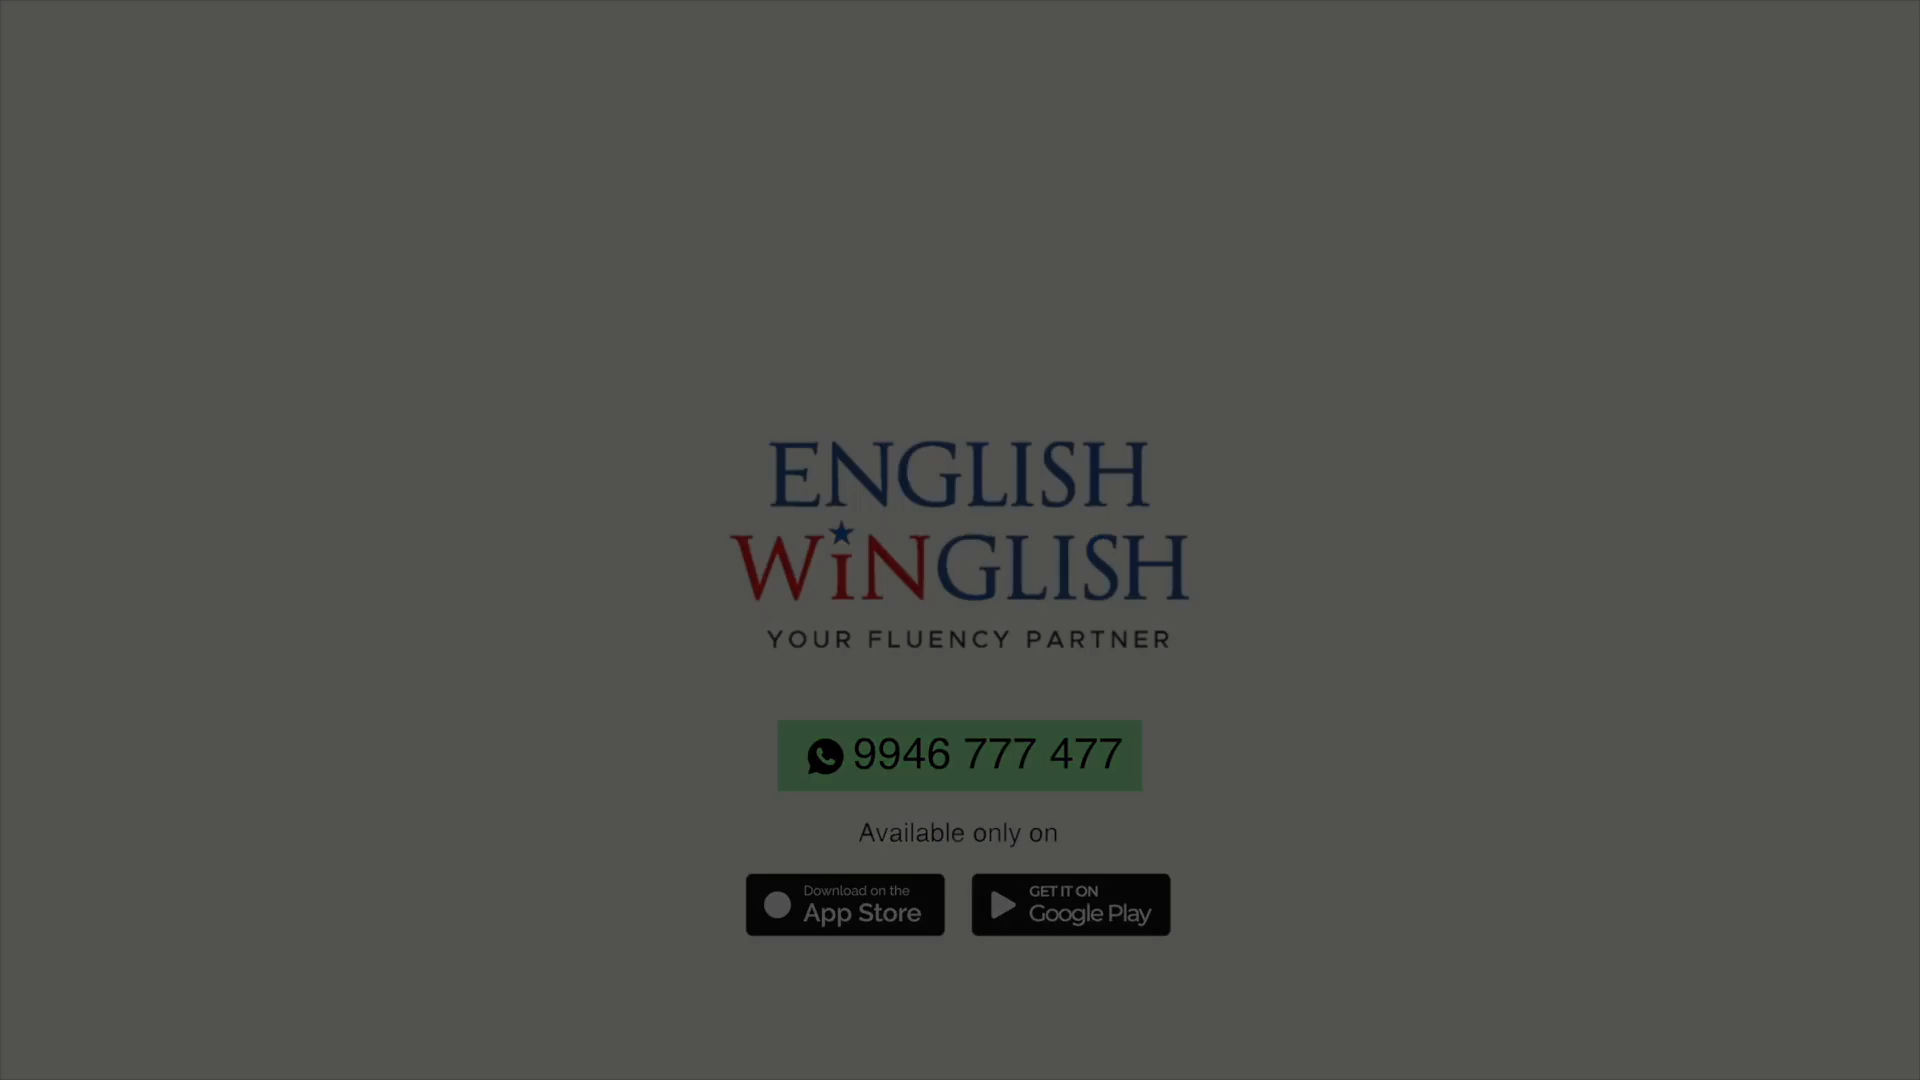 ENGLISH
WiNGLISH
YOUR FLUENCY PARTNER
9946 777 477
Available only on
Download on the
App Store
GET IT ON
Google Play